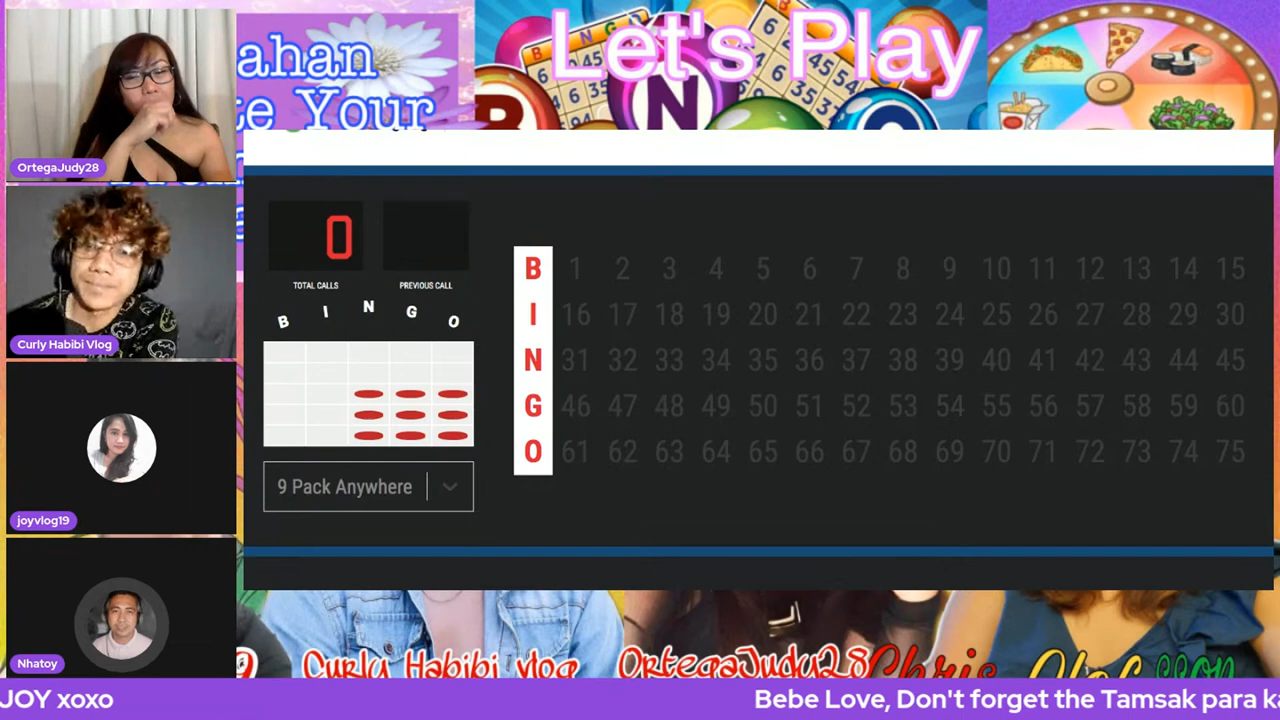 OrtegaJudy28
Curly Habibi Vlog
joyvlog19
Nhatoy
ahan
te Your
Let's Play
B I N G
N
0
TOTAL CALLS
PREVIOUS CALL
B I N G O
9 Pack Anywhere
B 1 2 3 4 5 6 7 8 9 10 11 12 13 14 15
I 16 17 18 19 20 21 22 23 24 25 26 27 28 29 30
N 31 32 33 34 35 36 37 38 39 40 41 42 43 44 45
G 46 47 48 49 50 51 52 53 54 55 56 57 58 59 60
O 61 62 63 64 65 66 67 68 69 70 71 72 73 74 75
Curly Habibi vlog
OrtegaJudy28
Chris
JOY xoxo
Bebe Love, Don't forget the Tamsak para